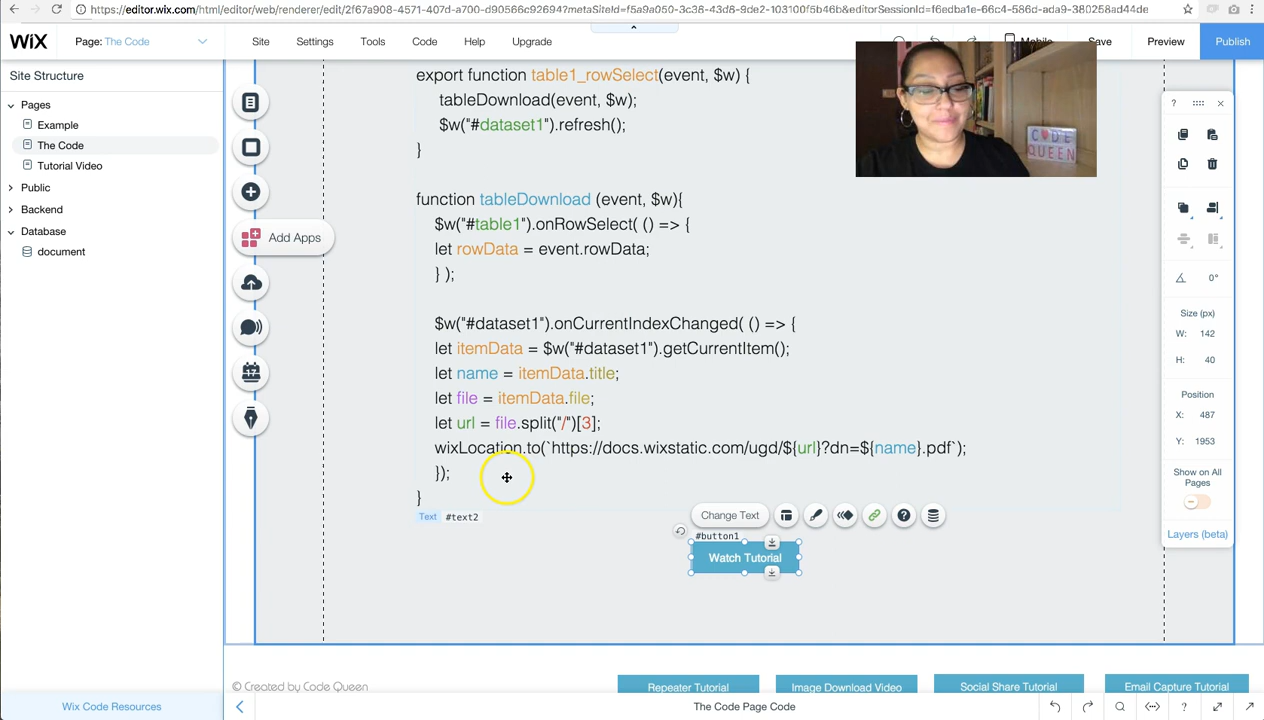 https://editor.wix.com/html/editor/web/renderer/edit/2f67a908-4571-407d-a700-d90566c92694?metaSiteId=f5a9a050-3c38-43d8-9de2-103100f5b46b&editorSessionId=f6edba1e-66c4-586d-ada9-380258ad44de
WiX Page: The Code Site Settings Tools Code Help Upgrade Mobile Save Preview Publish
Site Structure
Pages
Example
The Code
Tutorial Video
Public
Backend
Database
document
Add Apps
export function table1_rowSelect(event, $w) {
tableDownload(event, $w);
$w("#dataset1").refresh();
}
function tableDownload (event, $w){
$w("#table1").onRowSelect( () => {
let rowData = event.rowData;
} );
$w("#dataset1").onCurrentIndexChanged( () => {
let itemData = $w("#dataset1").getCurrentItem();
let name = itemData.title;
let file = itemData.file;
let url = file.split("/")[3];
wixLocation.to(`https://docs.wixstatic.com/ugd/${url}?dn=${name}.pdf`);
});
}
Text #text2
Change Text
#button1
Watch Tutorial
C♥DE
QUEEN
?
0°
Size (px)
W: 142
H: 40
Position
X: 487
Y: 1953
Show on All
Pages
Layers (beta)
© Created by Code Queen
Repeater Tutorial Image Download Video Social Share Tutorial Email Capture Tutorial
Wix Code Resources
The Code Page Code
?